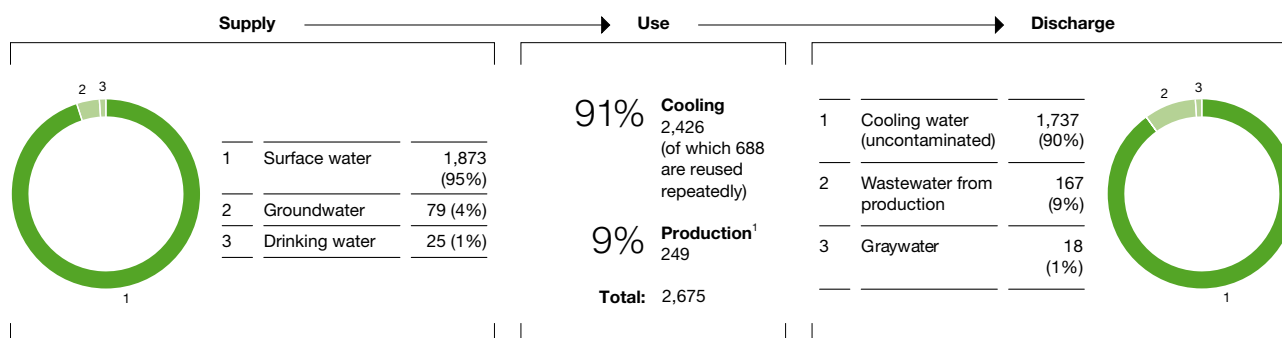 Supply
Use
Discharge
2
3
1
1 Surface water 1,873
(95%)
2 Groundwater 79 (4%)
3 Drinking water 25 (1%)
91% Cooling
2,426
(of which 688
are reused
repeatedly)
9% Production¹
249
Total: 2,675
1 Cooling water 1,737
(uncontaminated) (90%)
2 Wastewater from 167
production (9%)
3 Graywater 18
(1%)
2
3
1